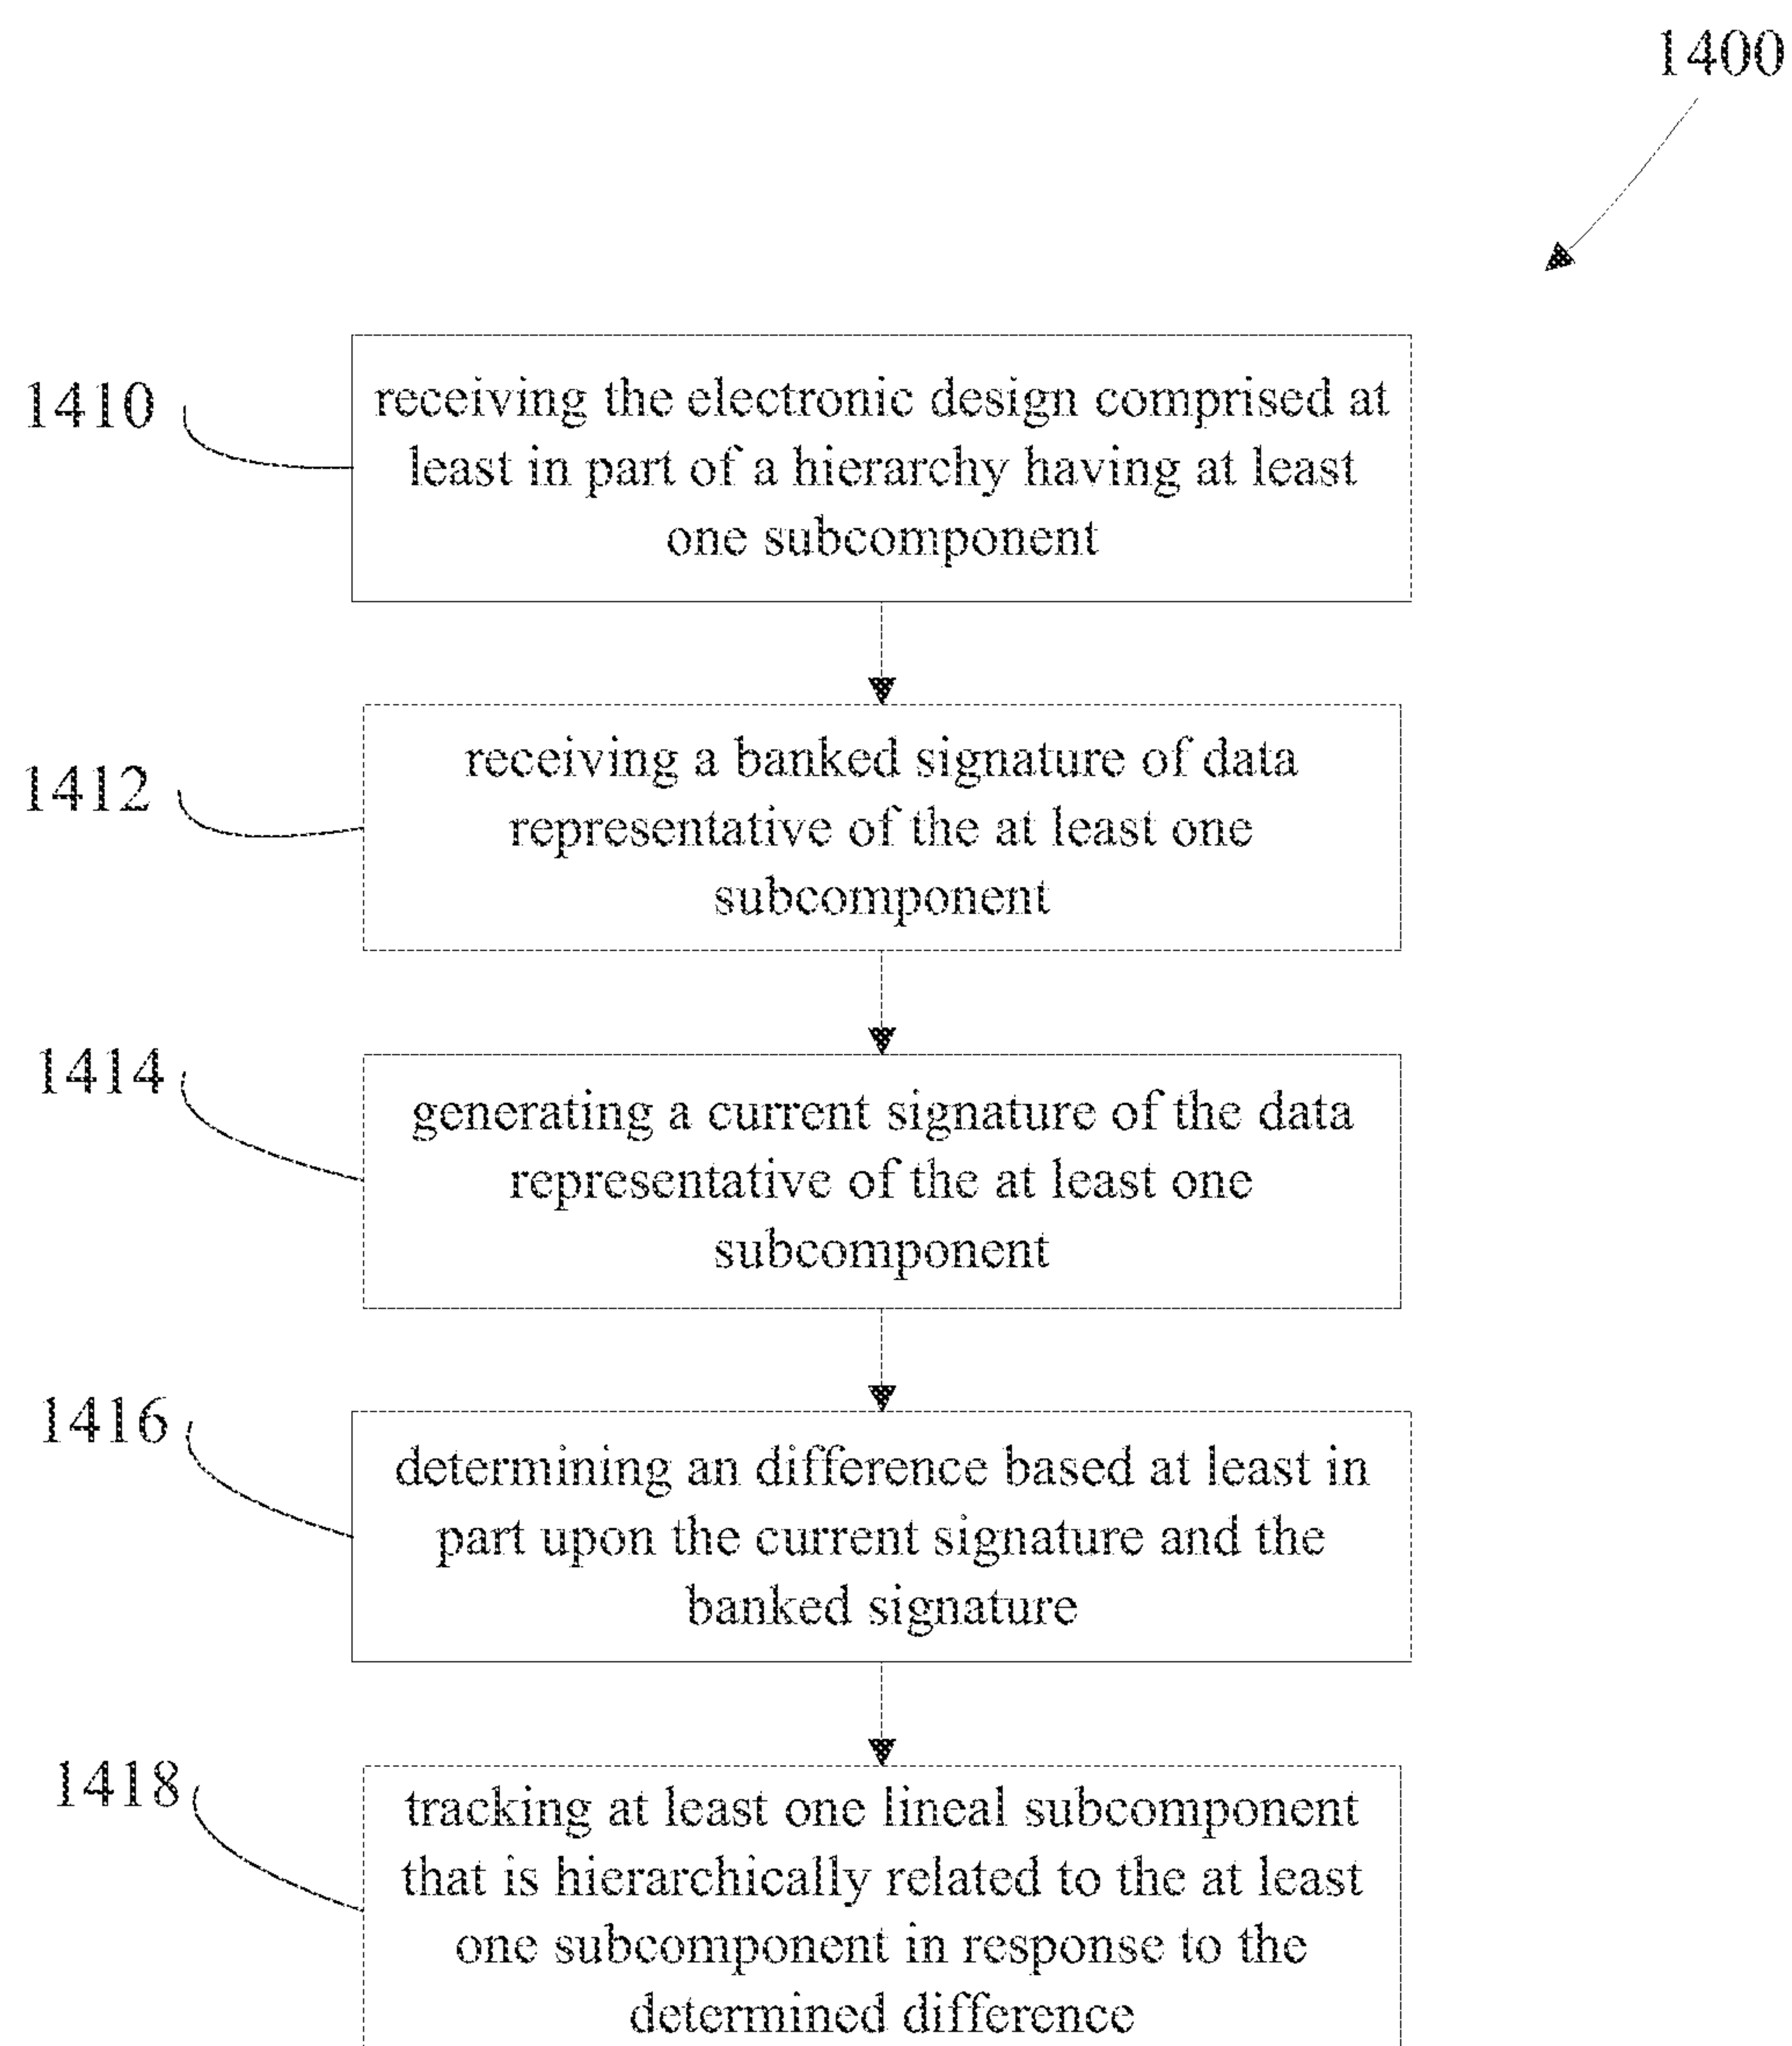 1400
1410
receiving the electronic design comprised at
least in part of a hierarchy having at least
one subcomponent
1412
receiving a banked signature of data
representative of the at least one
subcomponent
1414
generating a current signature of the data
representative of the at least one
subcomponent
1416
determining an difference based at least in
part upon the current signature and the
banked signature
1418
tracking at least one lineal subcomponent
that is hierarchically related to the at least
one subcomponent in response to the
determined difference